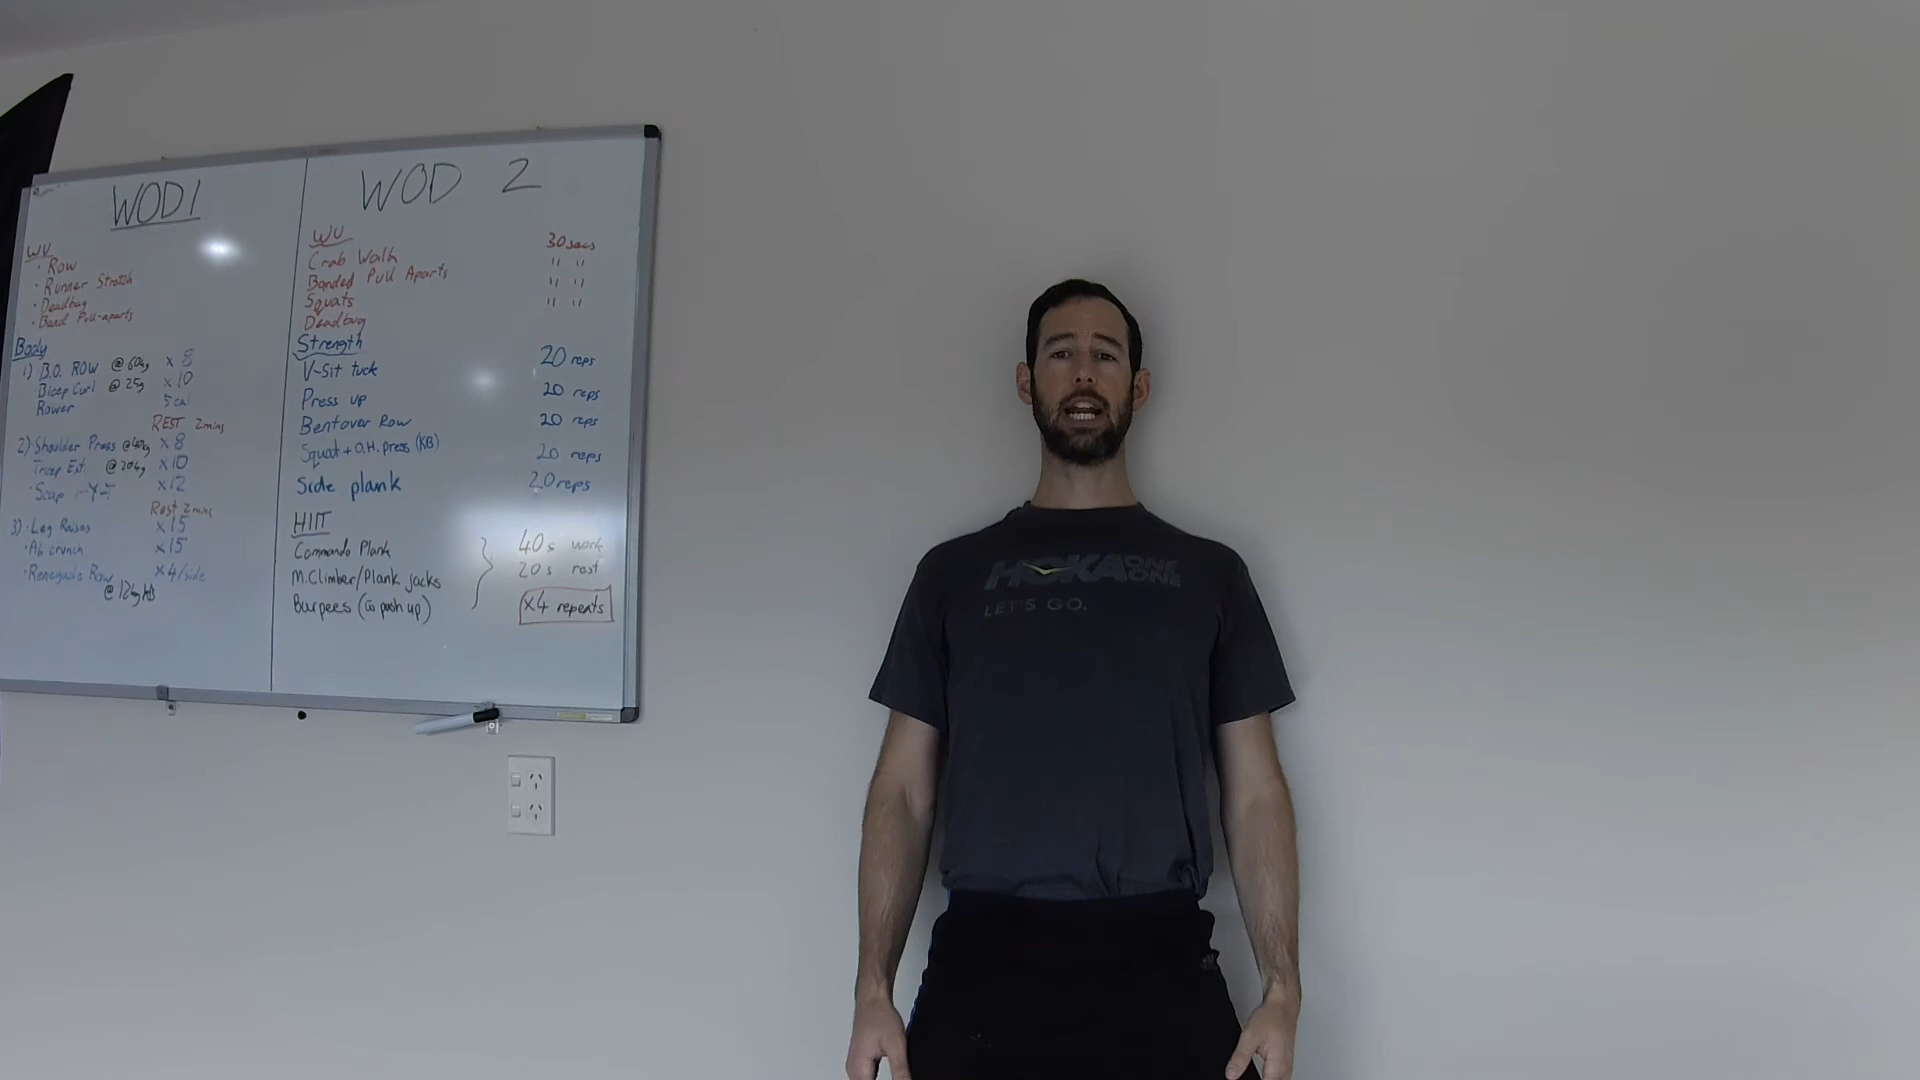 WOD 1
WU
· Row
· Runner Stretch
· Deadbug
· Band Pull-aparts
Body
1) B.O. ROW @ 60kg x 8
· Bicep Curl @ 25g x 10
Rower 5 cal
REST 2mins
2) Shoulder Press @ 40kg x 8
Tricep Ext. @ 20kg x 10
· Scap I-Y-T x 12
Rest 2mins
3) · Leg Raises x 15
· Ab crunch x 15
· Renegade Row x 4/side
@ 12kg KB
WOD 2
WU 30secs
Crab Walk " "
Banded Pull Aparts " "
Squats " "
Deadbug
Strength
V-Sit tuck 20 reps
Press up 20 reps
Bentover Row 20 reps
Squat + O.H. press (KB) 20 reps
Side plank 20 reps
HIIT
Commando Plank 40s work
M.Climber/Plank jacks 20s rest
Burpees (no push up) x4 repeats
HOKA ONE ONE
LET'S GO.